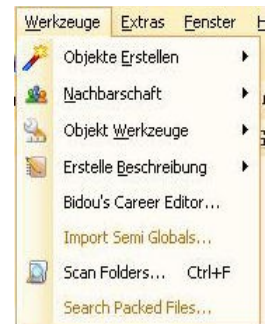 Werkzeuge Extras Fenster
Objekte Erstellen
Nachbarschaft
Objekt Werkzeuge
Erstelle Beschreibung
Bidou's Career Editor...
Import Semi Globals...
Scan Folders... Ctrl+F
Search Packed Files...